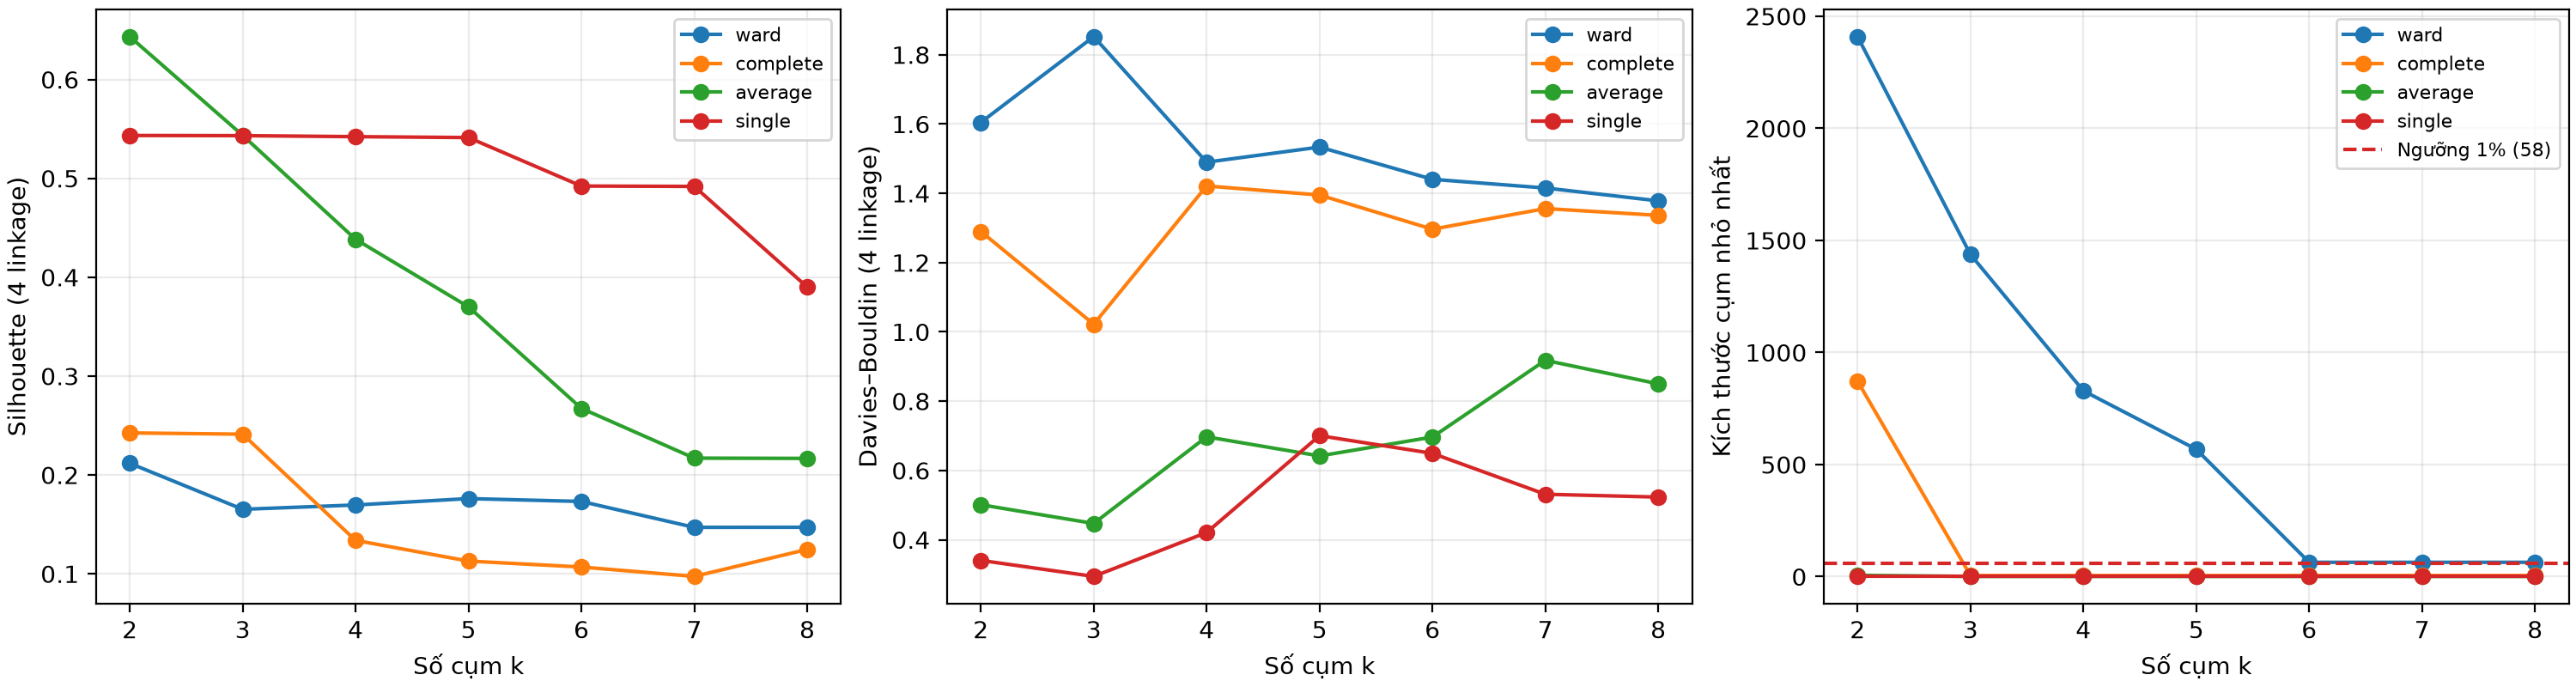 Silhouette (4 linkage)
0.6
0.5
0.4
0.3
0.2
0.1
2 3 4 5 6 7 8
Số cụm k
ward
complete
average
single
Davies–Bouldin (4 linkage)
1.8
1.6
1.4
1.2
1.0
0.8
0.6
0.4
2 3 4 5 6 7 8
Số cụm k
ward
complete
average
single
Kích thước cụm nhỏ nhất
2500
2000
1500
1000
500
0
2 3 4 5 6 7 8
Số cụm k
ward
complete
average
single
Ngưỡng 1% (58)